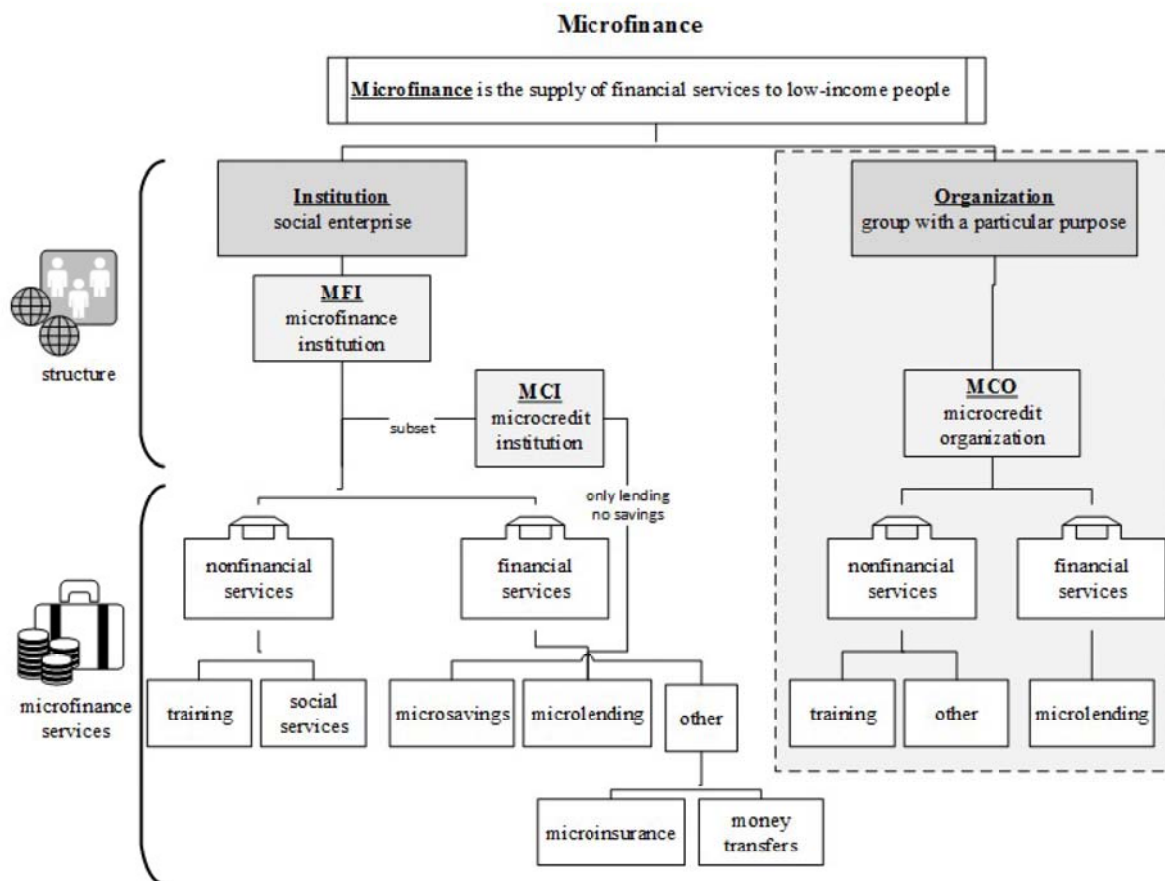 Microfinance
Microfinance is the supply of financial services to low-income people
Institution
social enterprise
Organization
group with a particular purpose
MFI
microfinance
institution
structure
MCI
microcredit
institution
subset
MCO
microcredit
organization
only lending
no savings
nonfinancial
services
financial
services
nonfinancial
services
financial
services
microfinance
services
training
social
services
microsavings
microlending
other
training
other
microlending
microinsurance
money
transfers